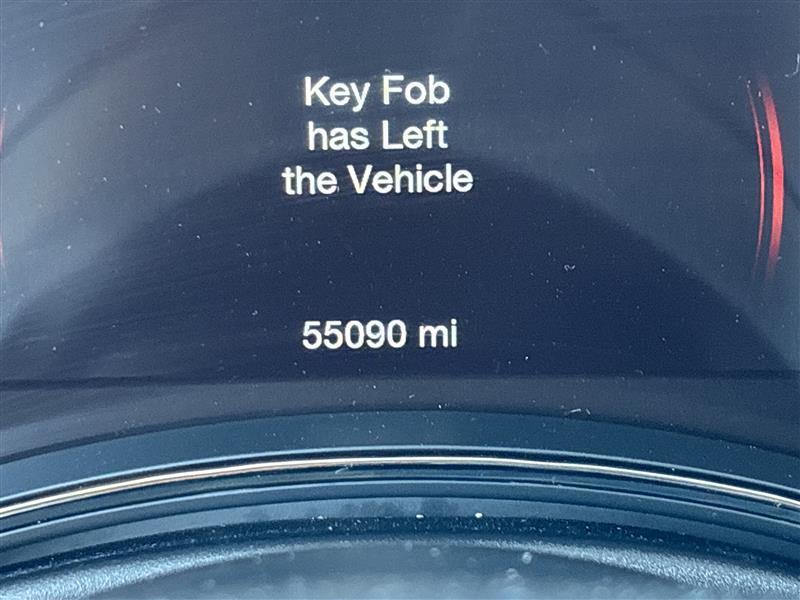 Key Fob
has Left
the Vehicle
55090 mi